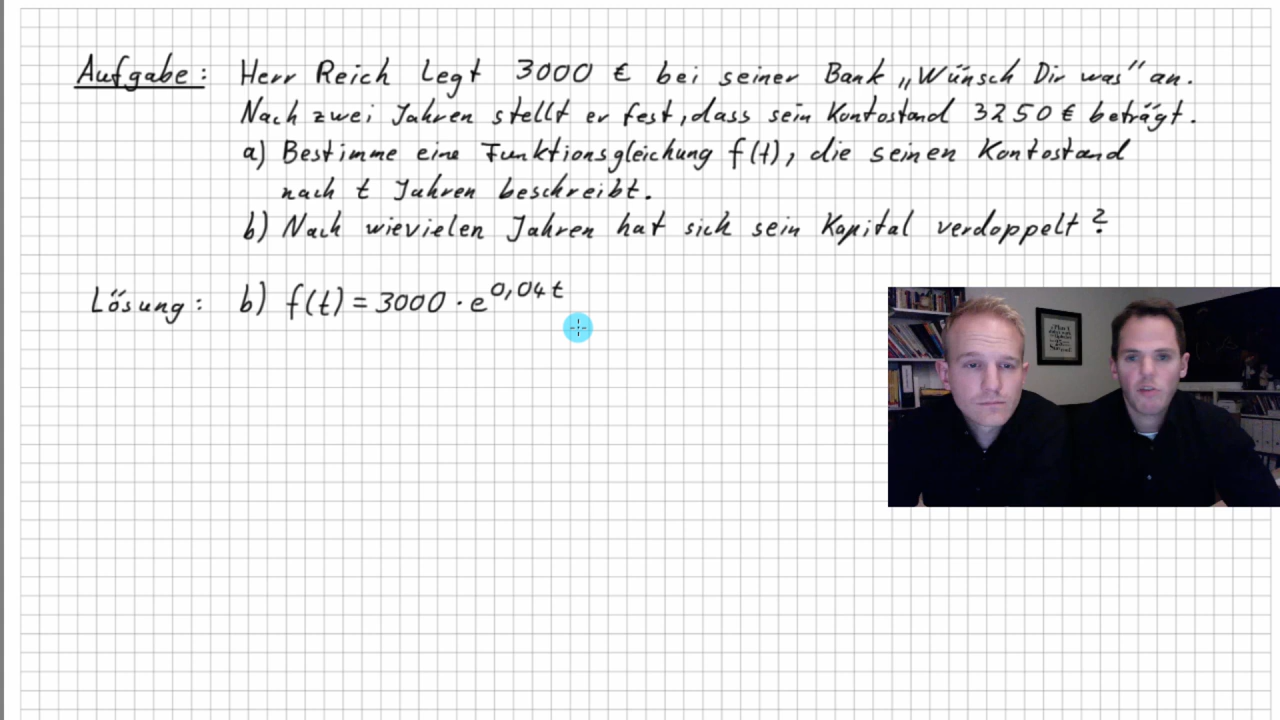 Aufgabe: Herr Reich legt 3000 € bei seiner Bank „Wünsch Dir was" an.
Nach zwei Jahren stellt er fest, dass sein Kontostand 3250 € beträgt.
a) Bestimme eine Funktionsgleichung f(t), die seinen Kontostand
nach t Jahren beschreibt.
b) Nach wievielen Jahren hat sich sein Kapital verdoppelt?
Lösung: b) f(t) = 3000 · e^0,04t